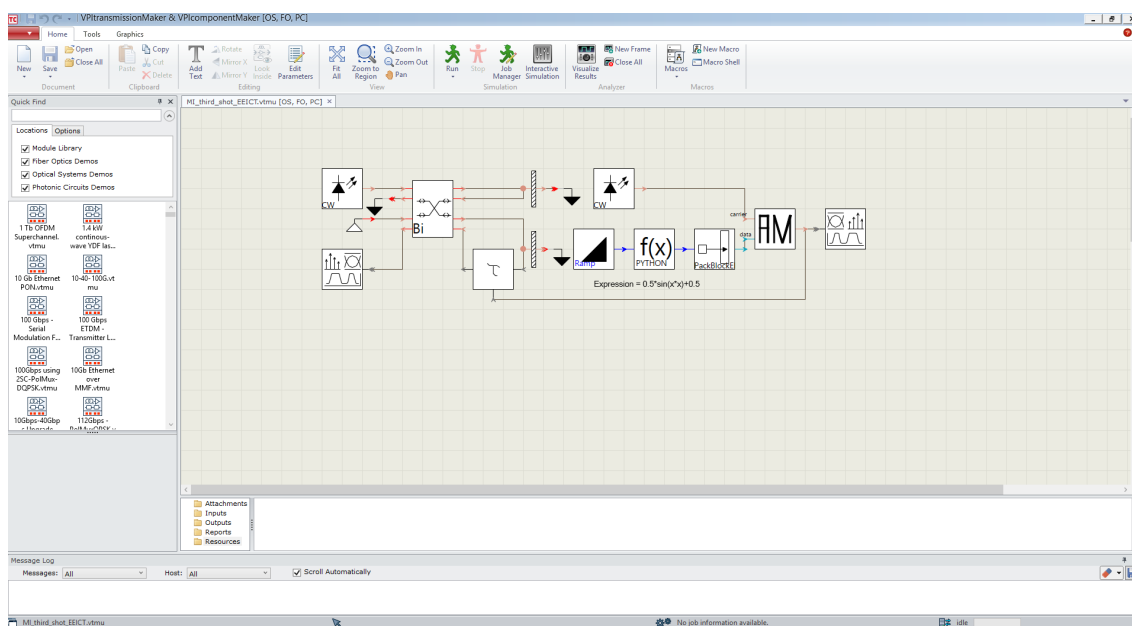 TC VPItransmissionMaker & VPIcomponentMaker [OS, FO, PC]
Home Tools Graphics
New Save Open Close All
Document
Paste Copy Cut Delete
Clipboard
Add Text Rotate Mirror X Mirror Y Look Inside Edit Parameters
Editing
Fit All Zoom to Region Zoom In Zoom Out Pan
View
Run Stop Job Manager Interactive Simulation
Simulation
Visualize Results New Frame Close All
Analyzer
Macros New Macro Macro Shell
Macros
Quick Find
MI_third_shot_EEICT.vtmu [OS, FO, PC]
Locations Options
Module Library
Fiber Optics Demos
Optical Systems Demos
Photonic Circuits Demos
1 Tb OFDM Superchannel. vtmu
1,4 kW continous- wave YDF las...
10 Gb Ethernet PON.vtmu
10-40-100G.vt mu
100 Gbps - Serial Modulation F...
100 Gbps ETDM - Transmitter L...
100Gbps using 2SC-PolMux- DQPSK.vtmu
10Gb Ethernet over MMF.vtmu
10Gbps-40Gbp
112Gbps -
CW
Bi
τ
CW
Ramp
f(x)
PYTHON
PackBlockE
carrier
data
AM
Expression = 0.5*sin(x*x)+0.5
Attachments
Inputs
Outputs
Reports
Resources
Message Log
Messages: All Host: All Scroll Automatically
MI_third_shot_EEICT.vtmu No job information available. idle